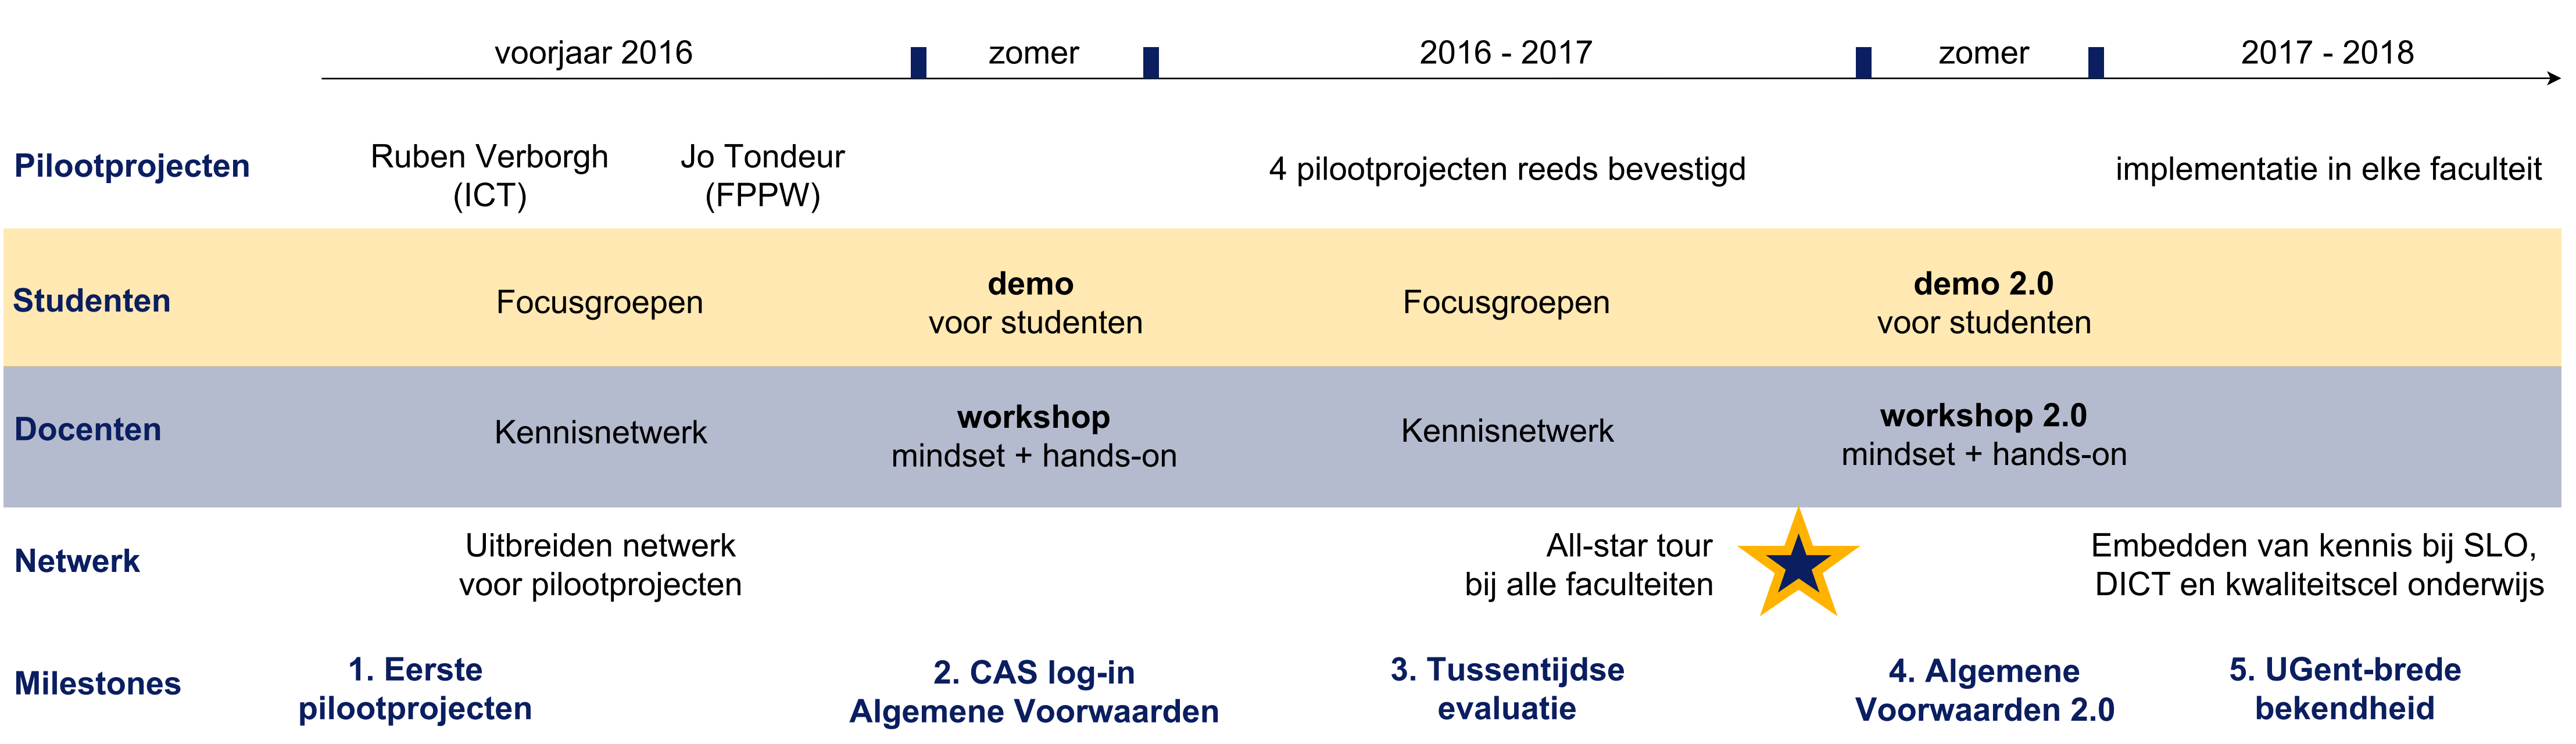 voorjaar 2016
zomer
2016 - 2017
zomer
2017 - 2018
Pilootprojecten
Ruben Verborgh
(ICT)
Jo Tondeur
(FPPW)
4 pilootprojecten reeds bevestigd
implementatie in elke faculteit
Studenten
Focusgroepen
demo
voor studenten
Focusgroepen
demo 2.0
voor studenten
Docenten
Kennisnetwerk
workshop
mindset + hands-on
Kennisnetwerk
workshop 2.0
mindset + hands-on
Netwerk
Uitbreiden netwerk
voor pilootprojecten
All-star tour
bij alle faculteiten
Embedden van kennis bij SLO,
DICT en kwaliteitscel onderwijs
Milestones
1. Eerste
pilootprojecten
2. CAS log-in
Algemene Voorwaarden
3. Tussentijdse
evaluatie
4. Algemene
Voorwaarden 2.0
5. UGent-brede
bekendheid